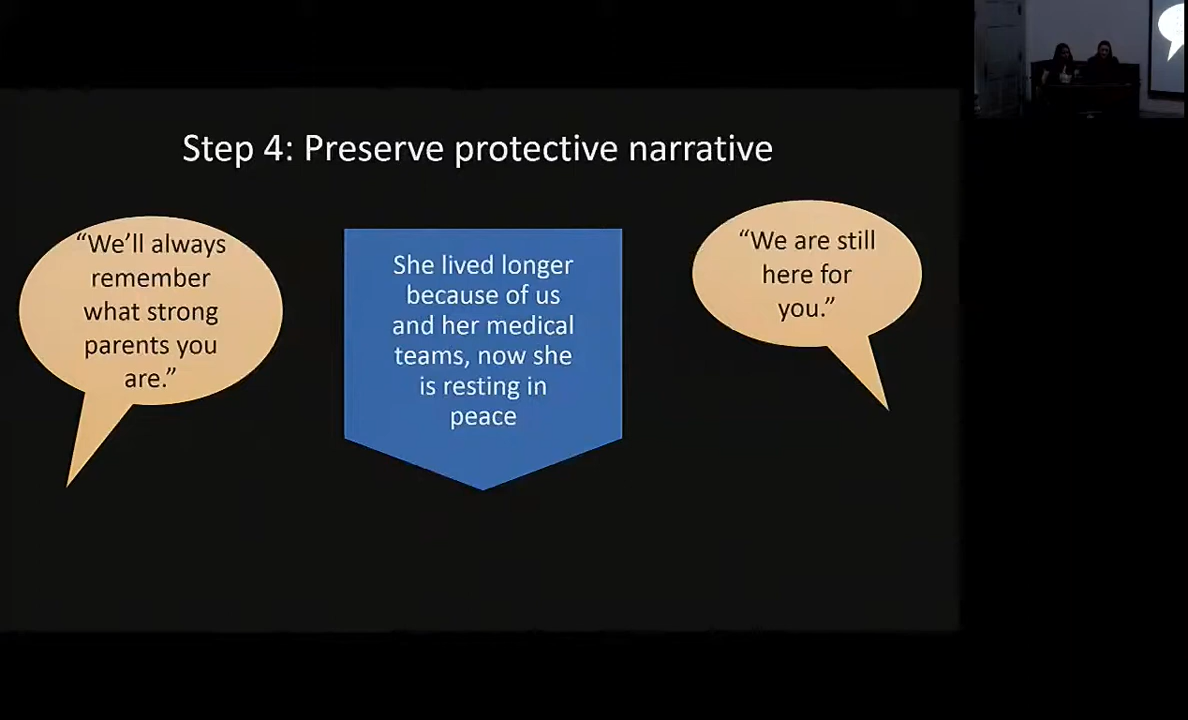 Step 4: Preserve protective narrative
“We’ll always
remember
what strong
parents you
are.”
She lived longer
because of us
and her medical
teams, now she
is resting in
peace
“We are still
here for
you.”